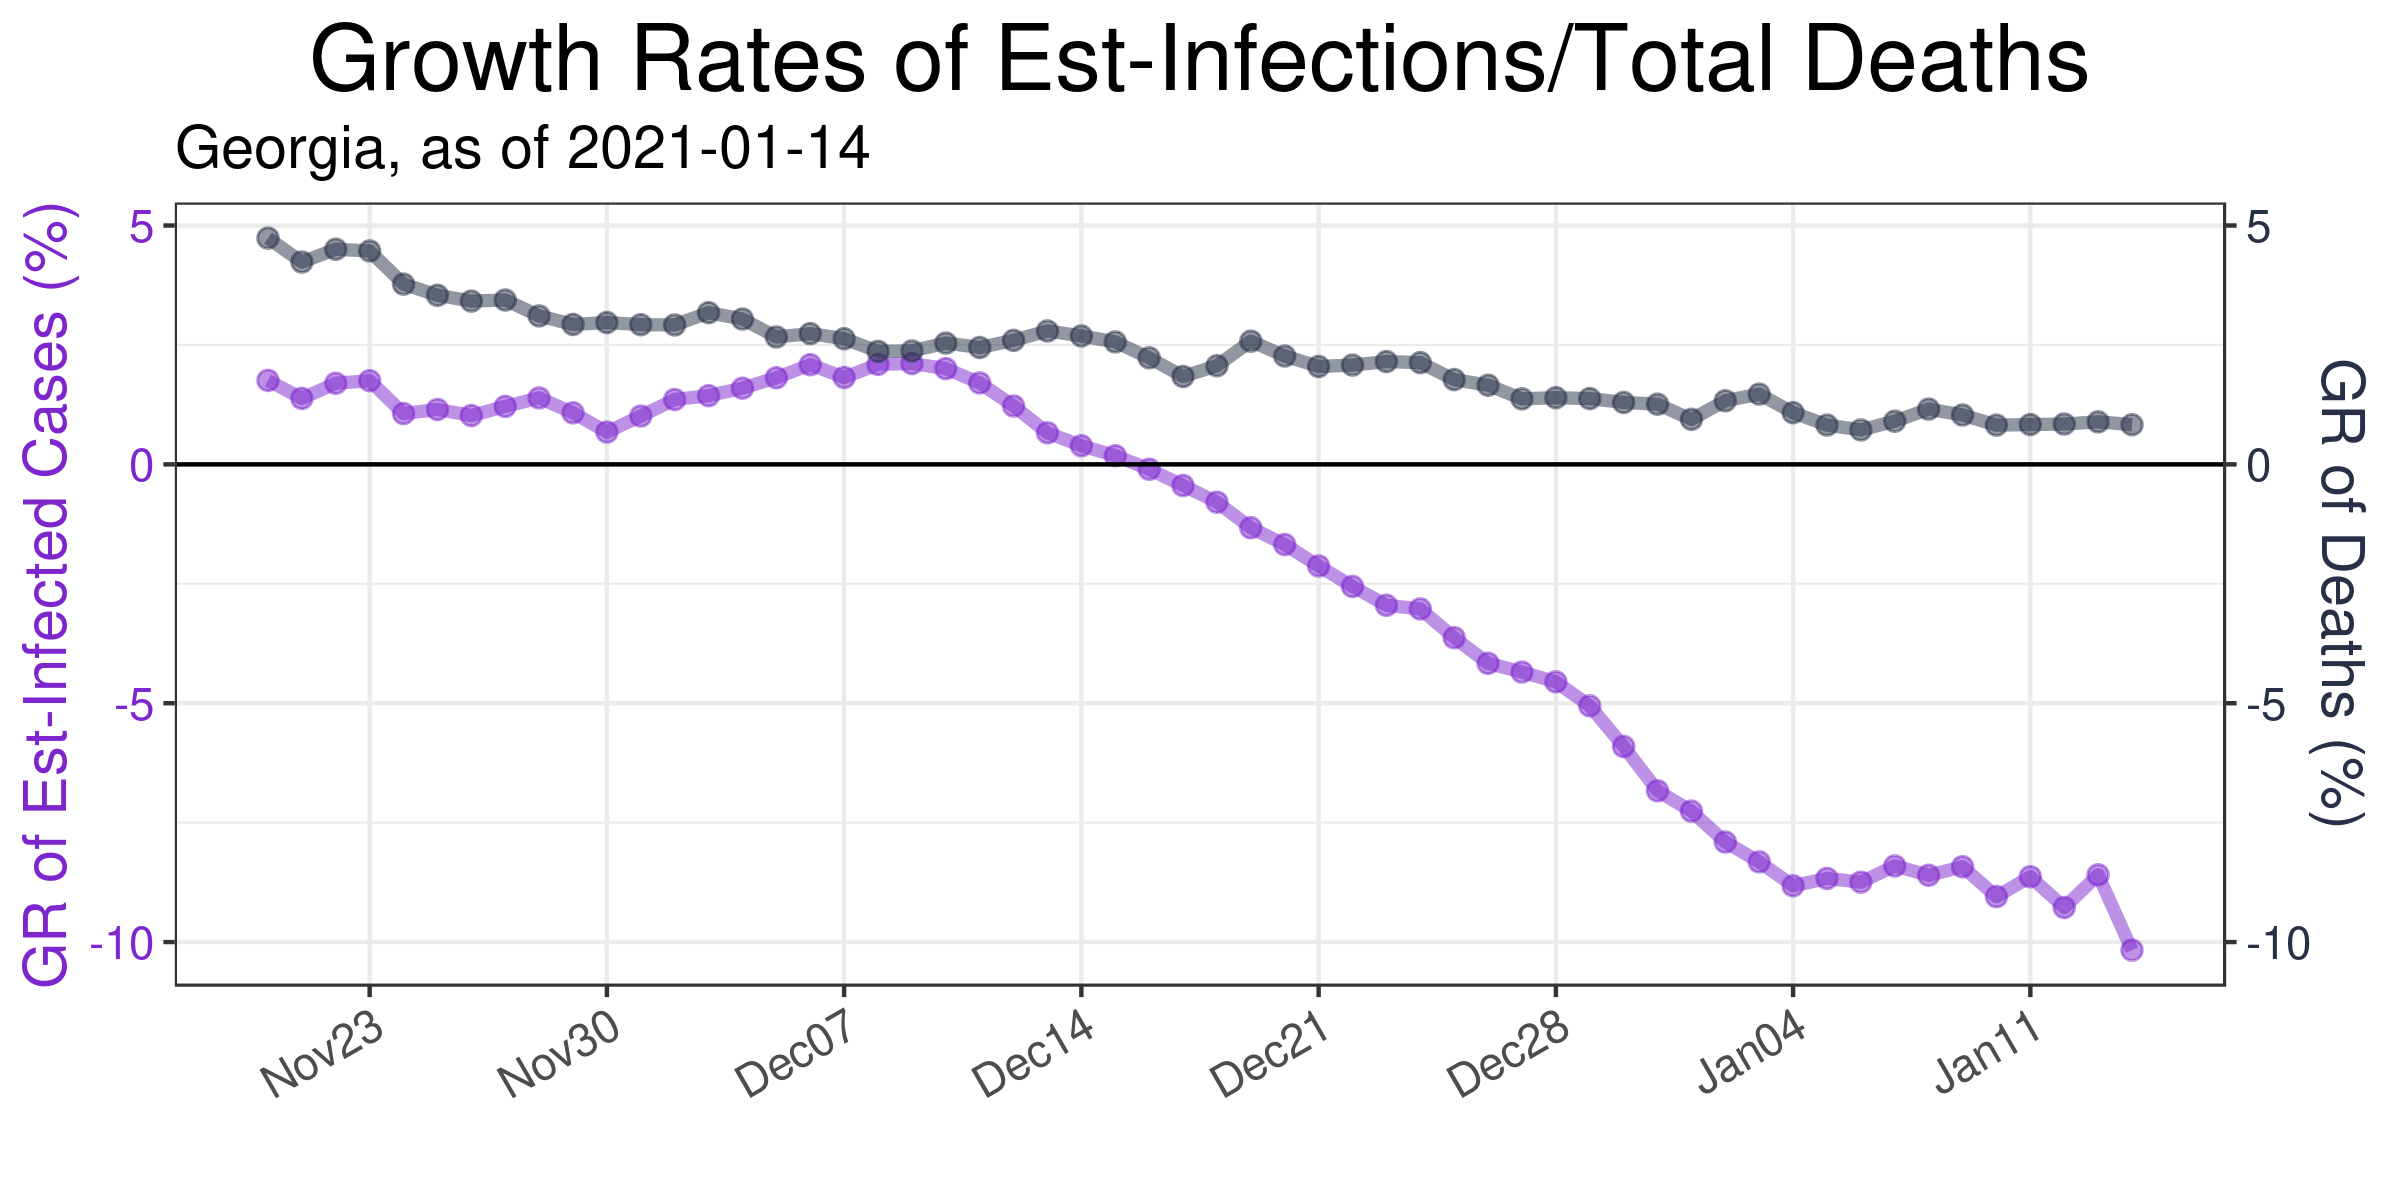 Growth Rates of Est-Infections/Total Deaths
Georgia, as of 2021-01-14
GR of Est-Infected Cases (%)
5
0
-5
-10
5
0
-5
-10
GR of Deaths (%)
Nov23
Nov30
Dec07
Dec14
Dec21
Dec28
Jan04
Jan11